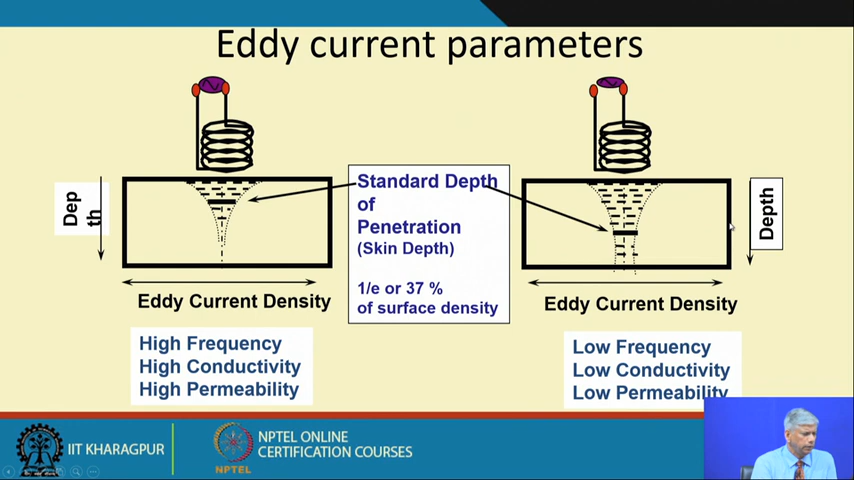 Eddy current parameters
Dep
th
Standard Depth
of
Penetration
(Skin Depth)
1/e or 37 %
of surface density
Depth
Eddy Current Density
Eddy Current Density
High Frequency
High Conductivity
High Permeability
Low Frequency
Low Conductivity
Low Permeability
IIT KHARAGPUR
NPTEL
NPTEL ONLINE
CERTIFICATION COURSES